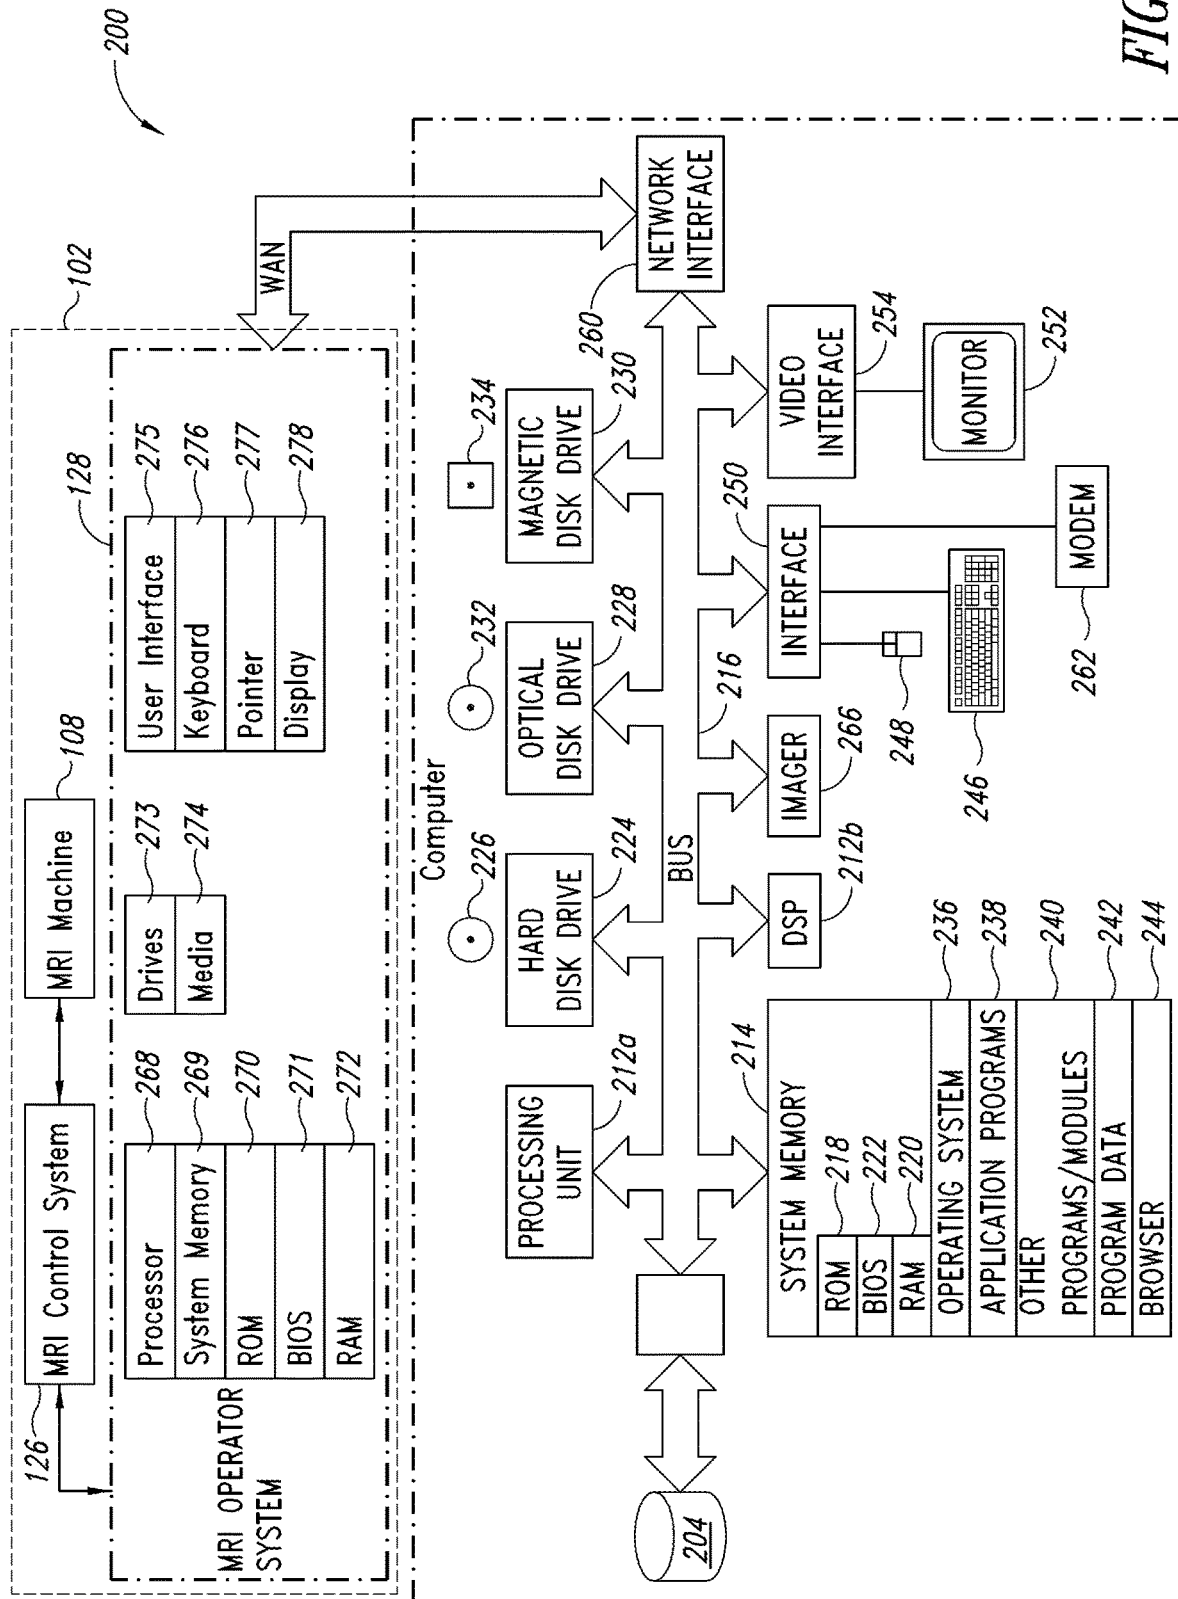 200
102
MRI Control System
126
MRI Machine
108
128
MRI OPERATOR
SYSTEM
Processor
268
System Memory
269
ROM
270
BIOS
271
RAM
272
Drives
273
Media
274
User Interface
275
Keyboard
276
Pointer
277
Display
278
WAN
Computer
226
232
234
PROCESSING
UNIT
212a
HARD
DISK DRIVE
224
OPTICAL
DISK DRIVE
228
MAGNETIC
DISK DRIVE
230
260
NETWORK
INTERFACE
204
BUS
216
SYSTEM MEMORY
214
ROM
218
BIOS
222
RAM
220
OPERATING SYSTEM
236
APPLICATION PROGRAMS
238
OTHER
PROGRAMS/MODULES
240
PROGRAM DATA
242
BROWSER
244
DSP
212b
IMAGER
266
INTERFACE
250
VIDEO
INTERFACE
254
248
246
MODEM
262
MONITOR
252
FIG